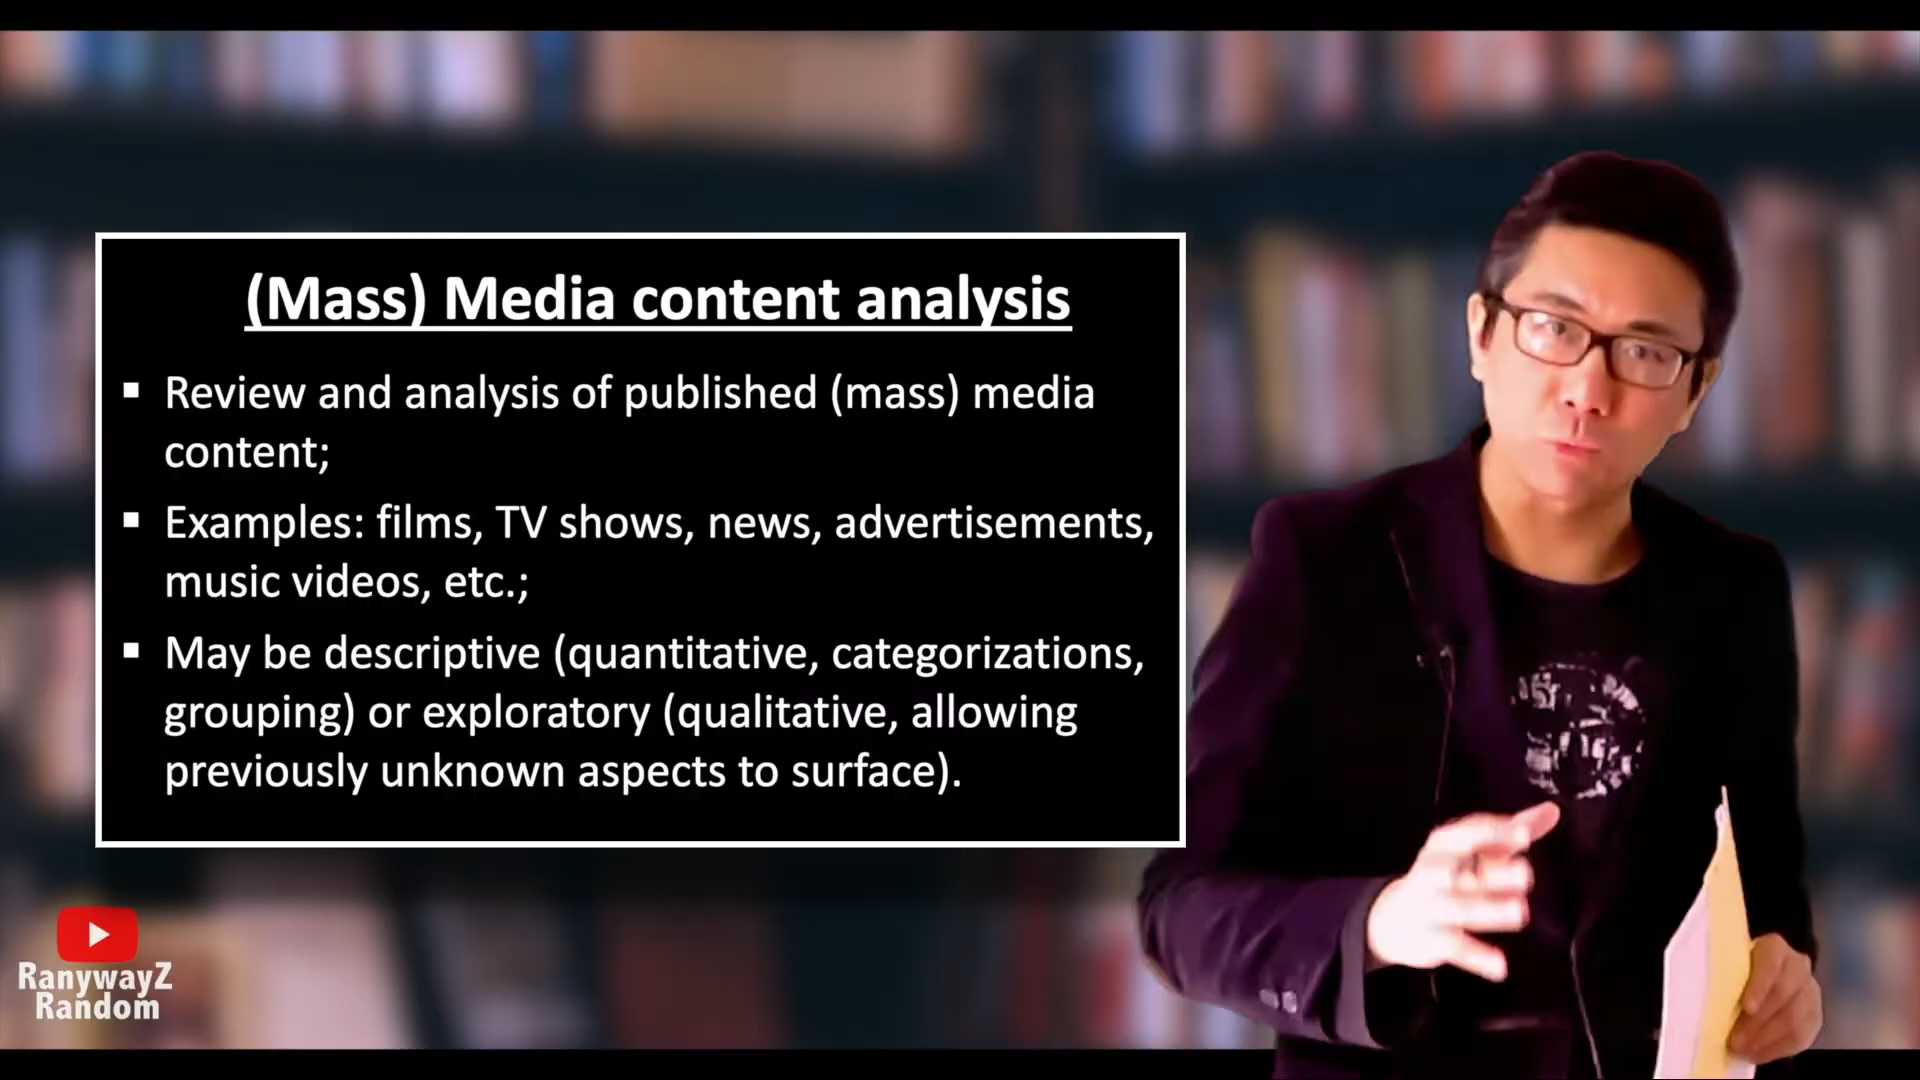 (Mass) Media content analysis
▪ Review and analysis of published (mass) media
content;
▪ Examples: films, TV shows, news, advertisements,
music videos, etc.;
▪ May be descriptive (quantitative, categorizations,
grouping) or exploratory (qualitative, allowing
previously unknown aspects to surface).
RanywayZ
Random